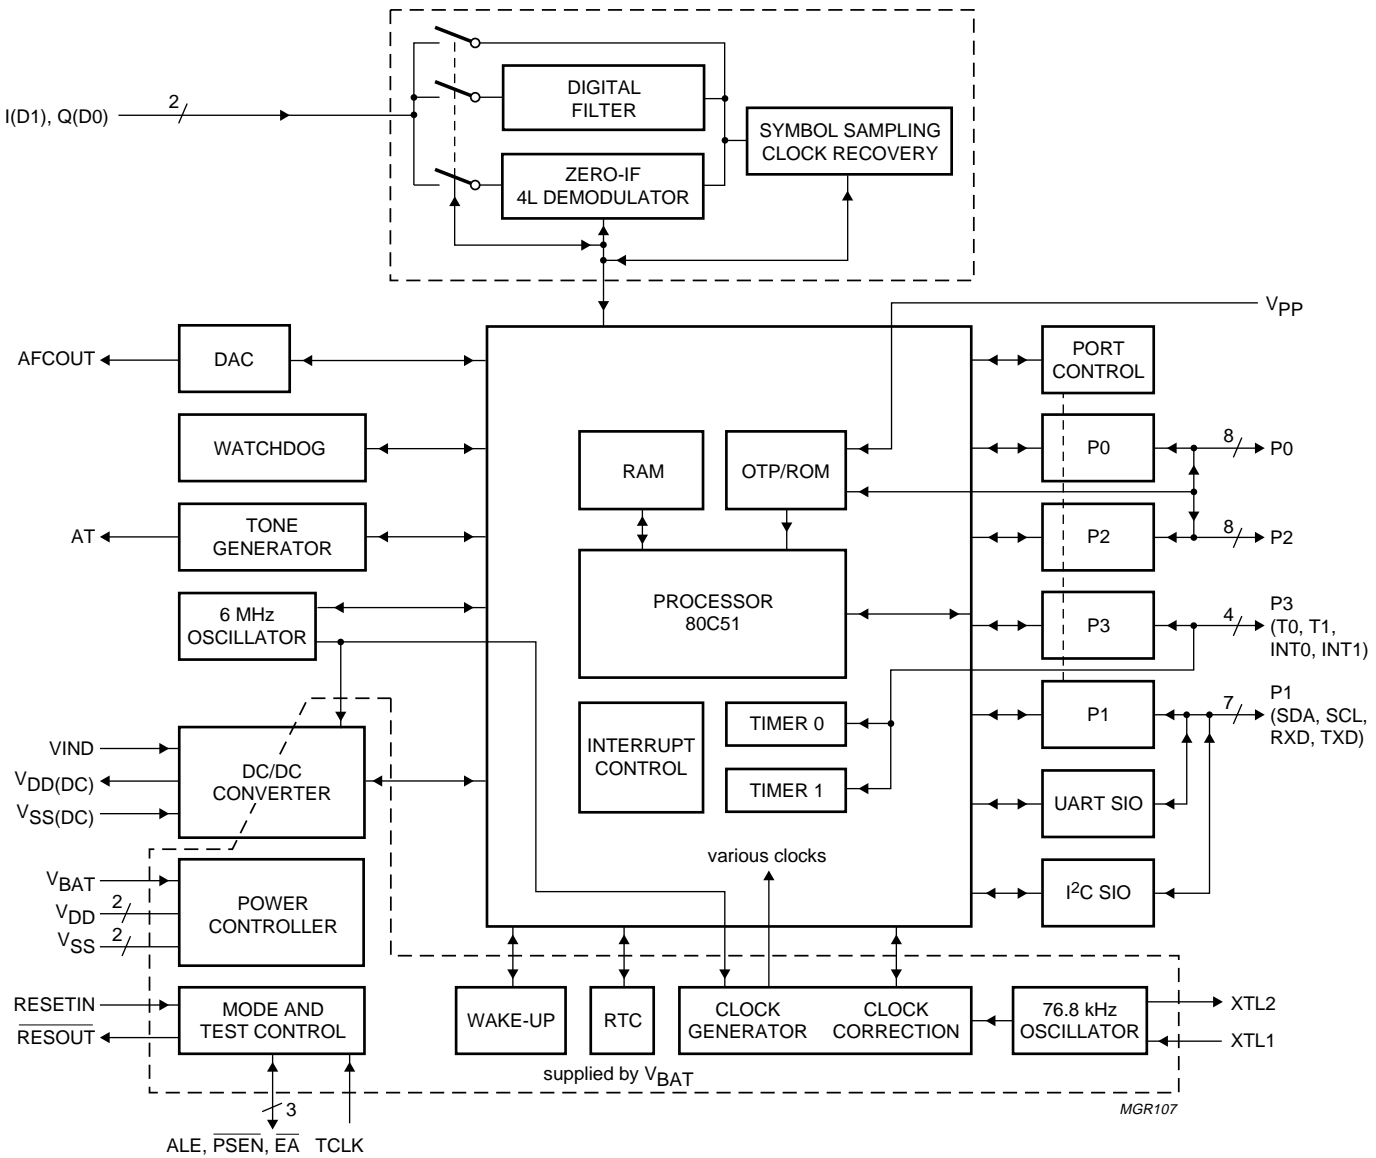 I(D1), Q(D0)
2
DIGITAL
FILTER
ZERO-IF
4L DEMODULATOR
SYMBOL SAMPLING
CLOCK RECOVERY
VPP
AFCOUT
DAC
PORT
CONTROL
WATCHDOG
RAM
OTP/ROM
P0
8
P0
AT
TONE
GENERATOR
P2
8
P2
6 MHz
OSCILLATOR
PROCESSOR
80C51
P3
4
P3
(T0, T1,
INT0, INT1)
VIND
VDD(DC)
VSS(DC)
DC/DC
CONVERTER
INTERRUPT
CONTROL
TIMER 0
TIMER 1
P1
7
P1
(SDA, SCL,
RXD, TXD)
UART SIO
various clocks
I2C SIO
VBAT
VDD
2
VSS
2
POWER
CONTROLLER
RESETIN
RESOUT
MODE AND
TEST CONTROL
WAKE-UP
RTC
CLOCK
GENERATOR
CLOCK
CORRECTION
76.8 kHz
OSCILLATOR
XTL2
XTL1
supplied by VBAT
3
MGR107
ALE, PSEN, EA
TCLK